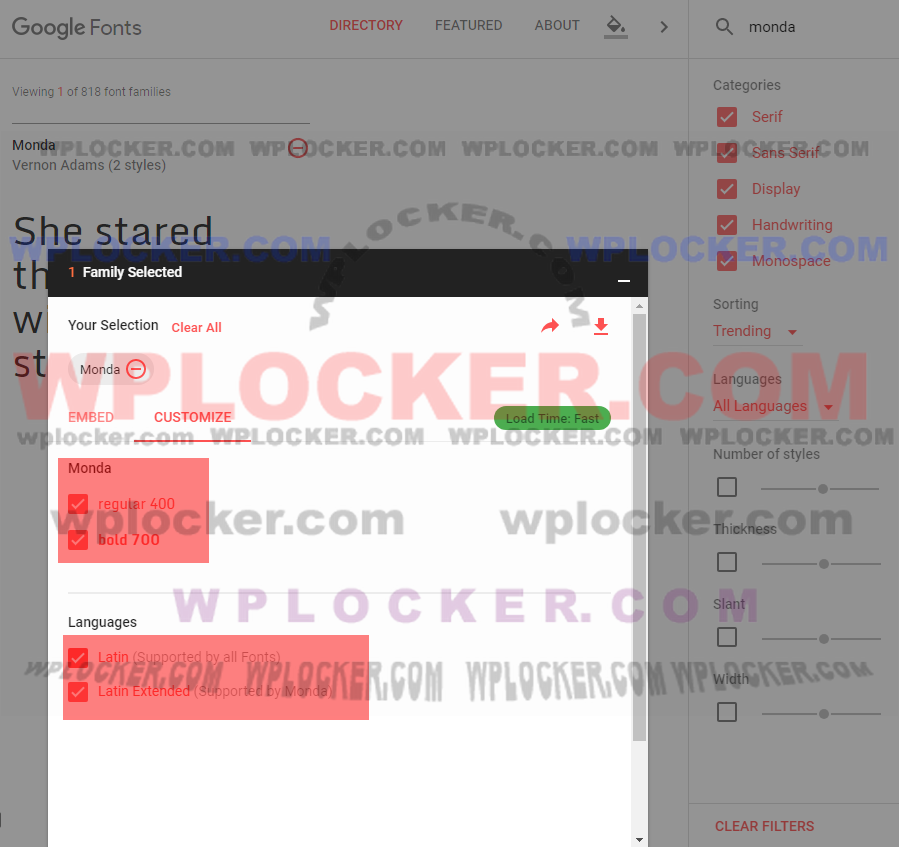 Google Fonts
DIRECTORY
FEATURED
ABOUT
monda
Viewing 1 of 818 font families
Categories
Serif
Sans Serif
Display
Handwriting
Monospace
Monda
Vernon Adams (2 styles)
WPLOCKER.COM WPLOCKER.COM WPLOCKER.COM WPLOCKER.COM
She stared
WPLOCKER.COM
WPLOCKER.COM
WPLOCKER.COM
th
wi
st
1 Family Selected
Your Selection
Clear All
Monda
WPLOCKER.COM
EMBED
CUSTOMIZE
Load Time: Fast
wplocker.com WPLOCKER.COM WPLOCKER.COM WPLOCKER.COM
Monda
regular 400
bold 700
wplocker.com
wplocker.com
WPLOCKER.COM
Languages
Latin (Supported by all Fonts)
Latin Extended (Supported by Monda)
WPLOCKER.COM WPLOCKER.COM WPLOCKER.COM WPLOCKER.COM
Sorting
Trending
Languages
All Languages
Number of styles
Thickness
Slant
Width
CLEAR FILTERS